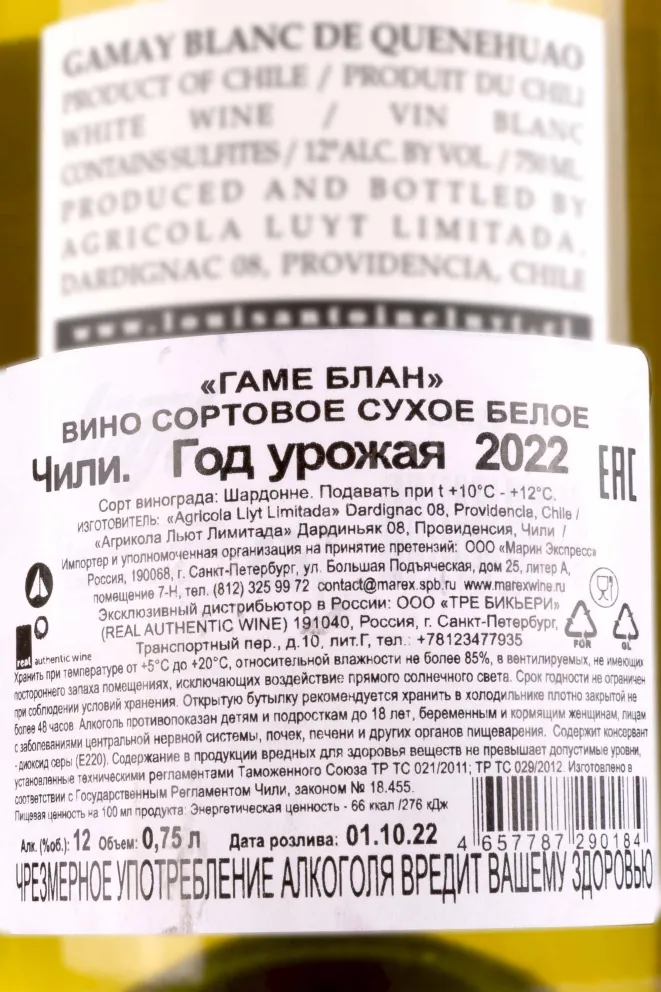 GAMAY BLANC DE QUENEHUAO
PRODUCT OF CHILE / PRODUIT DU CHILI
WHITE WINE / VIN BLANC
CONTAINS SULFITES / 12° ALC. BY VOL. / 750 ML.
PRODUCED AND BOTTLED BY
AGRICOLA LUYT LIMITADA.
DARDIGNAC 08, PROVIDENCIA, CHILE
www.louisantoineluyt.cl
«ГАМЕ БЛАН»
ВИНО СОРТОВОЕ СУХОЕ БЕЛОЕ
Чили. Год урожая 2022
EAC
Сорт винограда: Шардонне. Подавать при t +10°C - +12°C.
ИЗГОТОВИТЕЛЬ: «Agricola Llyt Limitada» Dardignac 08, Providencia, Chile /
«Агрикола Льют Лимитада» Дардиньяк 08, Провиденсия, Чили /
Импортер и уполномоченная организация на принятие претензий: ООО «Марин Экспресс»
Россия, 190068, г. Санкт-Петербург, ул. Большая Подъяческая, дом 25, литер А,
помещение 7-Н, тел. (812) 325 99 72 contact@marex.spb.ru www.marexwine.ru
Эксклюзивный дистрибьютор в России: ООО «ТРЕ БИКЬЕРИ»
(REAL AUTHENTIC WINE) 191040, Россия, г. Санкт-Петербург,
Транспортный пер., д.10, лит.Г, тел.: +78123477935
FOR
GL
real authentic wine
Хранить при температуре от +5°C до +20°C, относительной влажности не более 85%, в вентилируемых, не имеющих
постороннего запаха помещениях, исключающих воздействие прямого солнечного света. Срок годности не ограничен
при соблюдении условий хранения. Открытую бутылку рекомендуется хранить в холодильнике плотно закрытой не
более 48 часов. Алкоголь противопоказан детям и подросткам до 18 лет, беременным и кормящим женщинам, лицам
с заболеваниями центральной нервной системы, почек, печени и других органов пищеварения. Содержит консервант
- диоксид серы (E220). Содержание в продукции вредных для здоровья веществ не превышает допустимые уровни,
установленные техническими регламентами Таможенного Союза ТР ТС 021/2011; ТР ТС 029/2012. Изготовлено в
соответствии с Государственным Регламентом Чили, законом № 18.455.
Пищевая ценность на 100 мл продукта: Энергетическая ценность - 66 ккал /276 кДж
Алк. (%об.): 12 Объем: 0,75 л Дата розлива: 01.10.22
4 657787 290184
ЧРЕЗМЕРНОЕ УПОТРЕБЛЕНИЕ АЛКОГОЛЯ ВРЕДИТ ВАШЕМУ ЗДОРОВЬЮ